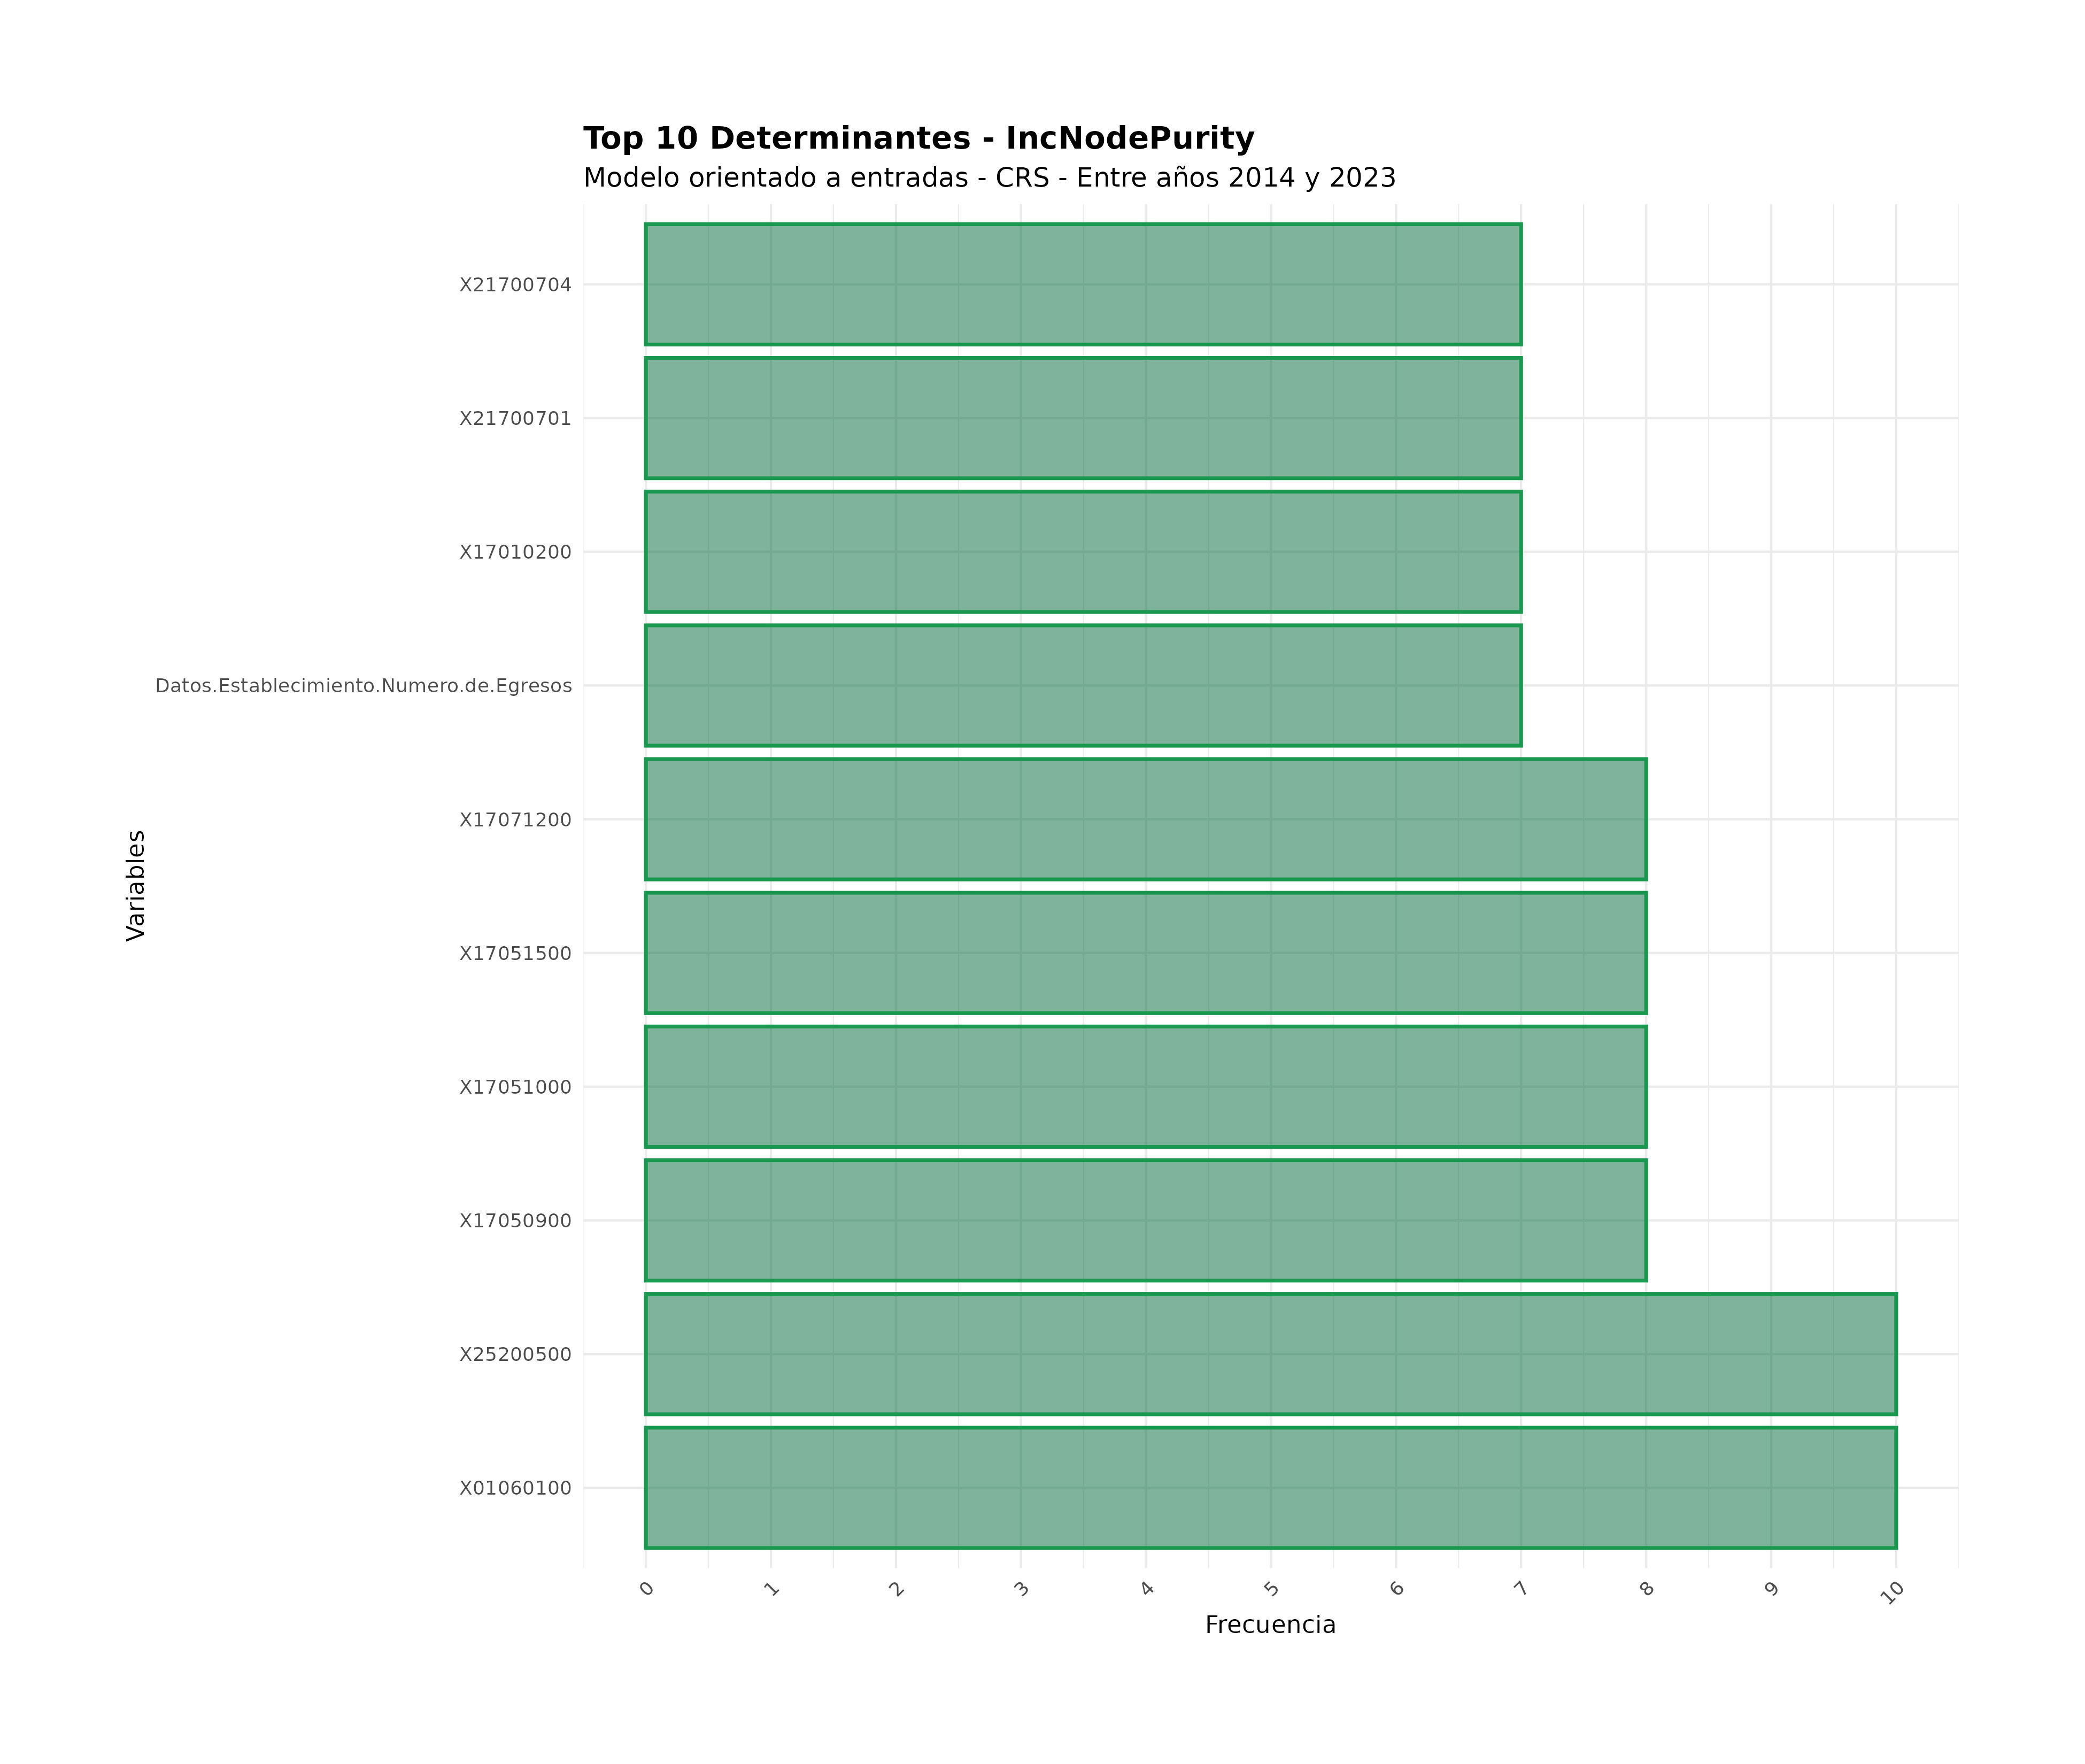 Top 10 Determinantes - IncNodePurity
Modelo orientado a entradas - CRS - Entre años 2014 y 2023
Variables
X21700704
X21700701
X17010200
Datos.Establecimiento.Numero.de.Egresos
X17071200
X17051500
X17051000
X17050900
X25200500
X01060100
0 1 2 3 4 5 6 7 8 9 10
Frecuencia